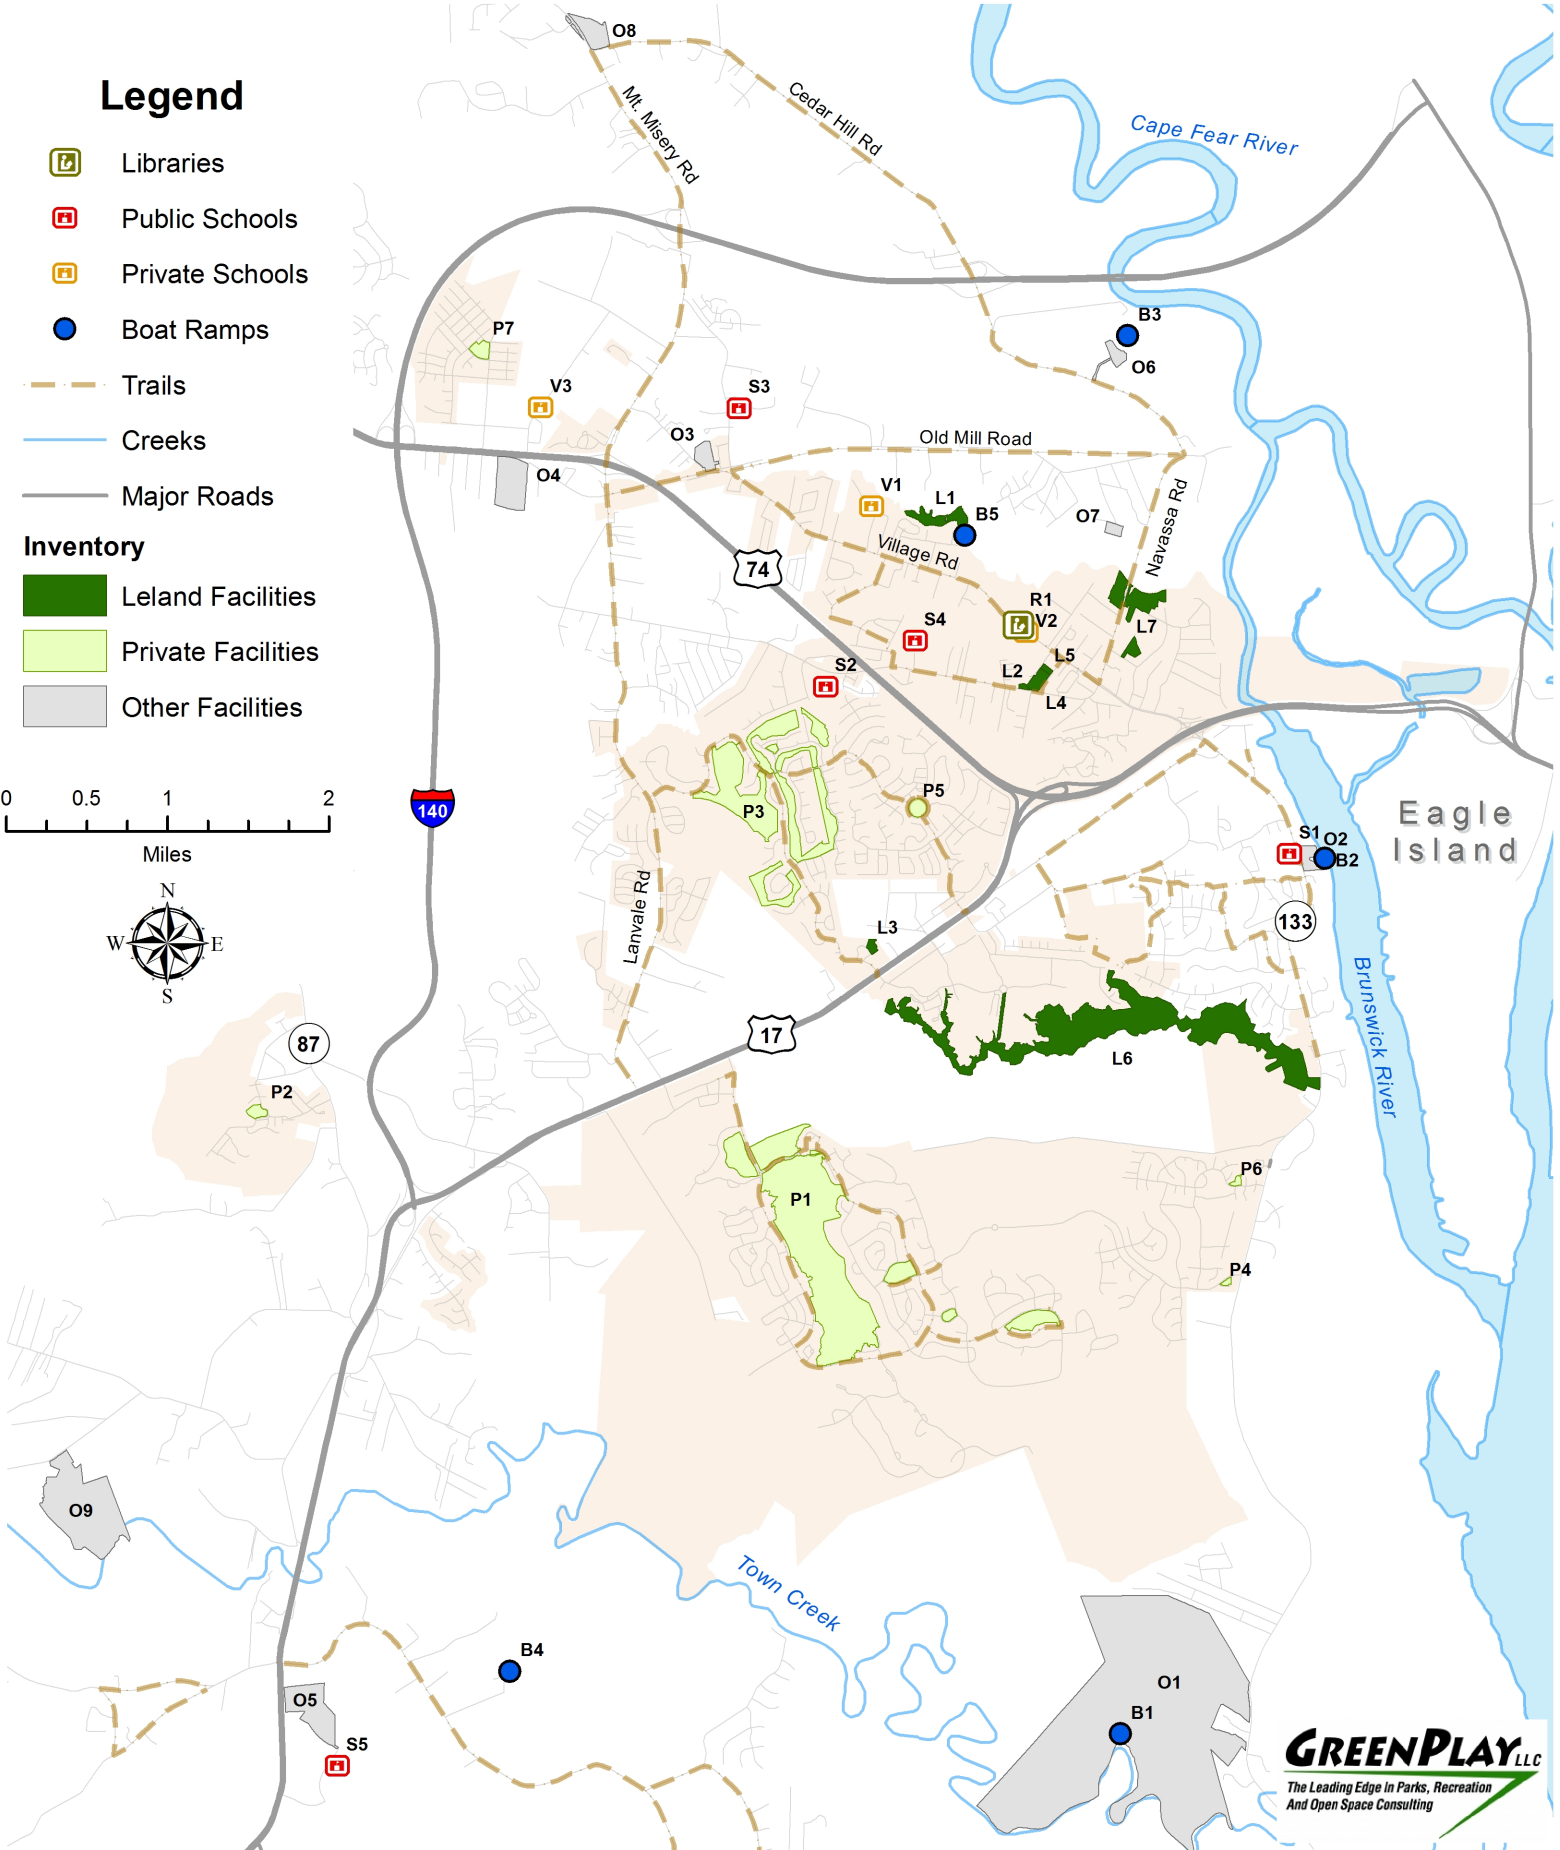 Legend
Libraries
Public Schools
Private Schools
Boat Ramps
Trails
Creeks
Major Roads
Inventory
Leland Facilities
Private Facilities
Other Facilities
0 0.5 1 2
Miles
N
W E
S
O8
Mt. Misery Rd
Cedar Hill Rd
Cape Fear River
B3
O6
P7
V3
S3
O3
O4
Old Mill Road
V1
L1
B5
O7
Navassa Rd
Village Rd
74
R1
V2
S4
L7
L5
L2
L4
S2
P3
P5
140
Eagle
Island
S1
O2
B2
133
Lanvale Rd
L3
Brunswick River
17
L6
87
P2
P6
P1
P4
O9
Town Creek
B4
O1
O5
B1
S5
GREENPLAY LLC
The Leading Edge In Parks, Recreation
And Open Space Consulting